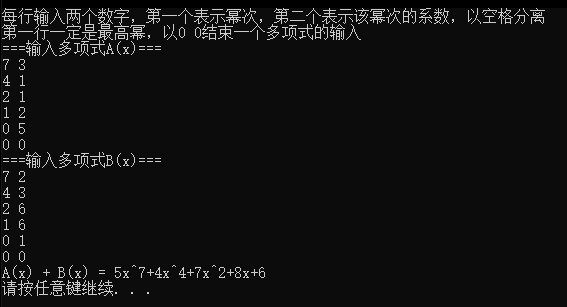 每行输入两个数字，第一个表示幂次，第二个表示该幂次的系数，以空格分离
第一行一定是最高幂，以0 0结束一个多项式的输入
===输入多项式A(x)===
7 3
4 1
2 1
1 2
0 5
0 0
===输入多项式B(x)===
7 2
4 3
2 6
1 6
0 1
0 0
A(x) + B(x) = 5x^7+4x^4+7x^2+8x+6
请按任意键继续. . .